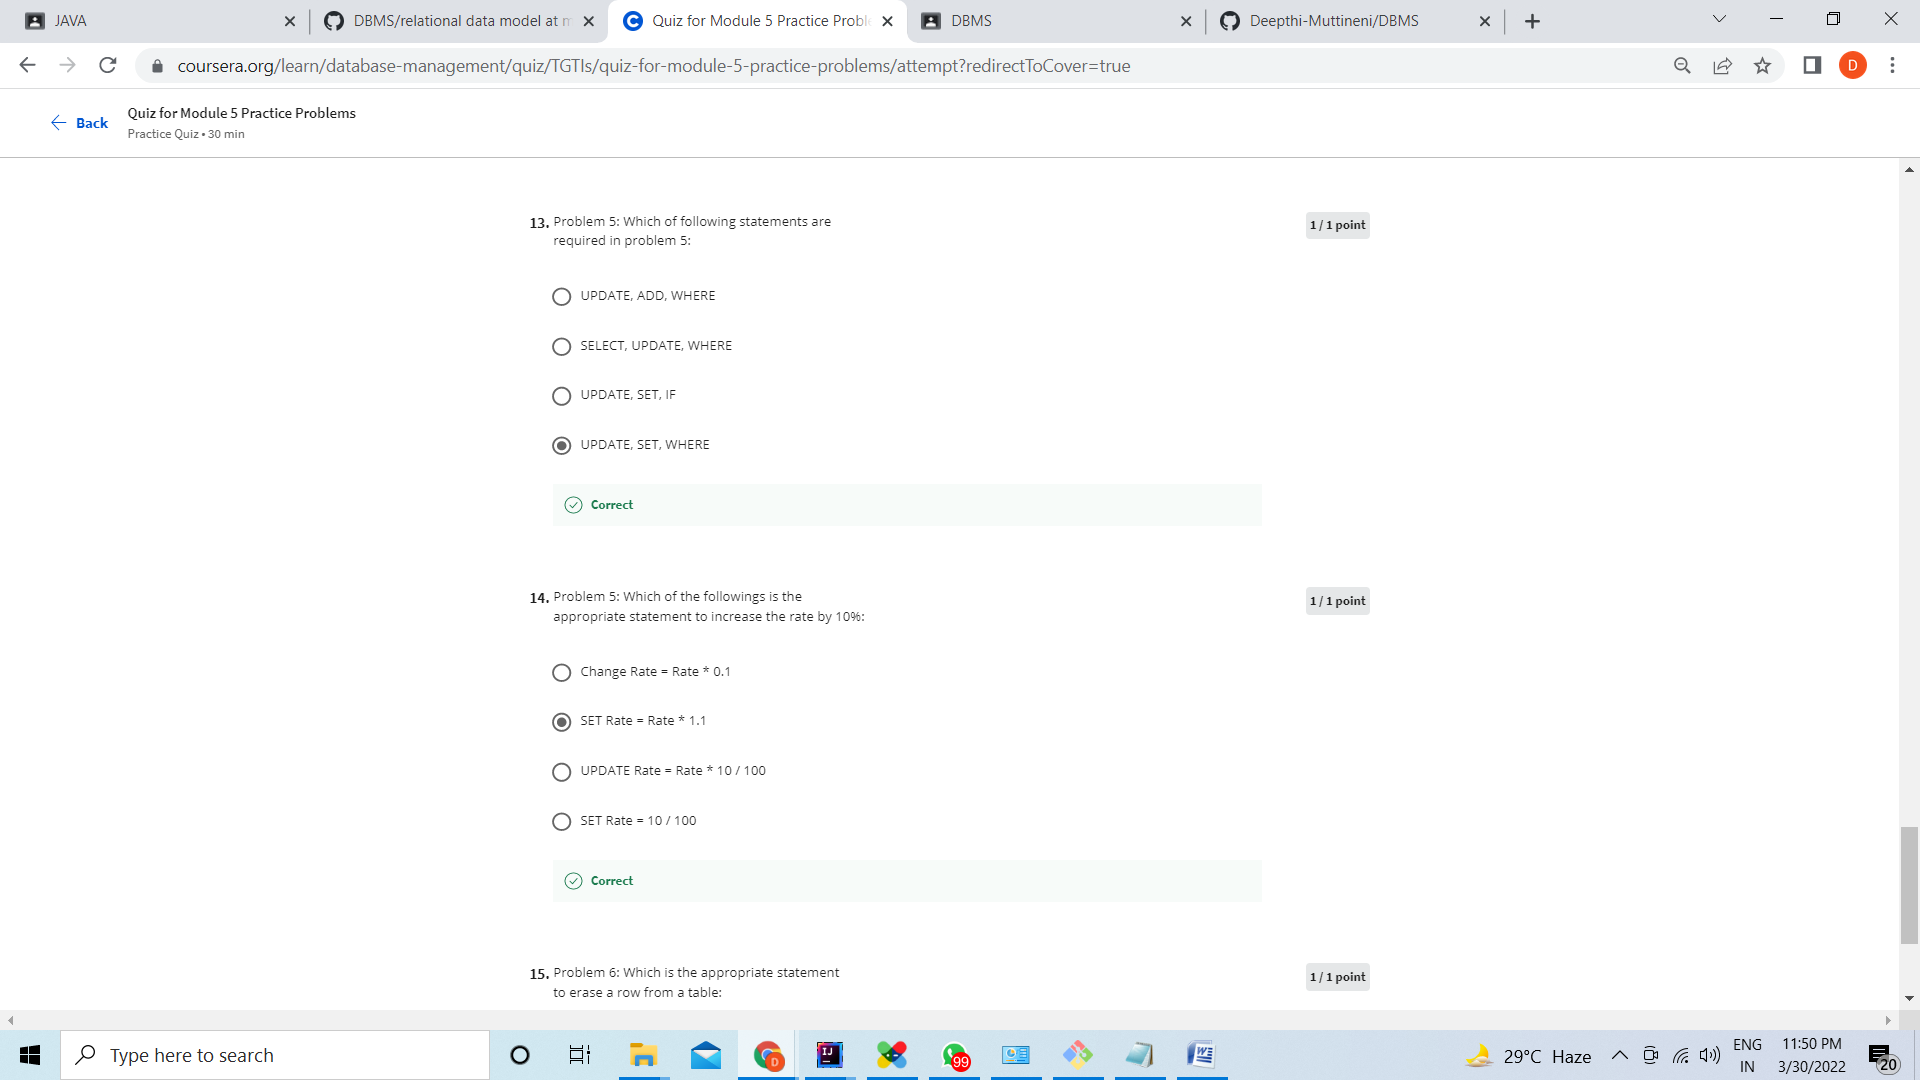 JAVA
DBMS/relational data model at m
Quiz for Module 5 Practice Probl
DBMS
Deepthi-Muttineni/DBMS
coursera.org/learn/database-management/quiz/TGTIs/quiz-for-module-5-practice-problems/attempt?redirectToCover=true
D
Back
Quiz for Module 5 Practice Problems
Practice Quiz • 30 min
13. Problem 5: Which of following statements are
required in problem 5:
1 / 1 point
UPDATE, ADD, WHERE
SELECT, UPDATE, WHERE
UPDATE, SET, IF
UPDATE, SET, WHERE
Correct
14. Problem 5: Which of the followings is the
appropriate statement to increase the rate by 10%:
1 / 1 point
Change Rate = Rate * 0.1
SET Rate = Rate * 1.1
UPDATE Rate = Rate * 10 / 100
SET Rate = 10 / 100
Correct
15. Problem 6: Which is the appropriate statement
to erase a row from a table:
1 / 1 point
Type here to search
D
IJ
99
W
29°C Haze
ENG
IN
11:50 PM
3/30/2022
20